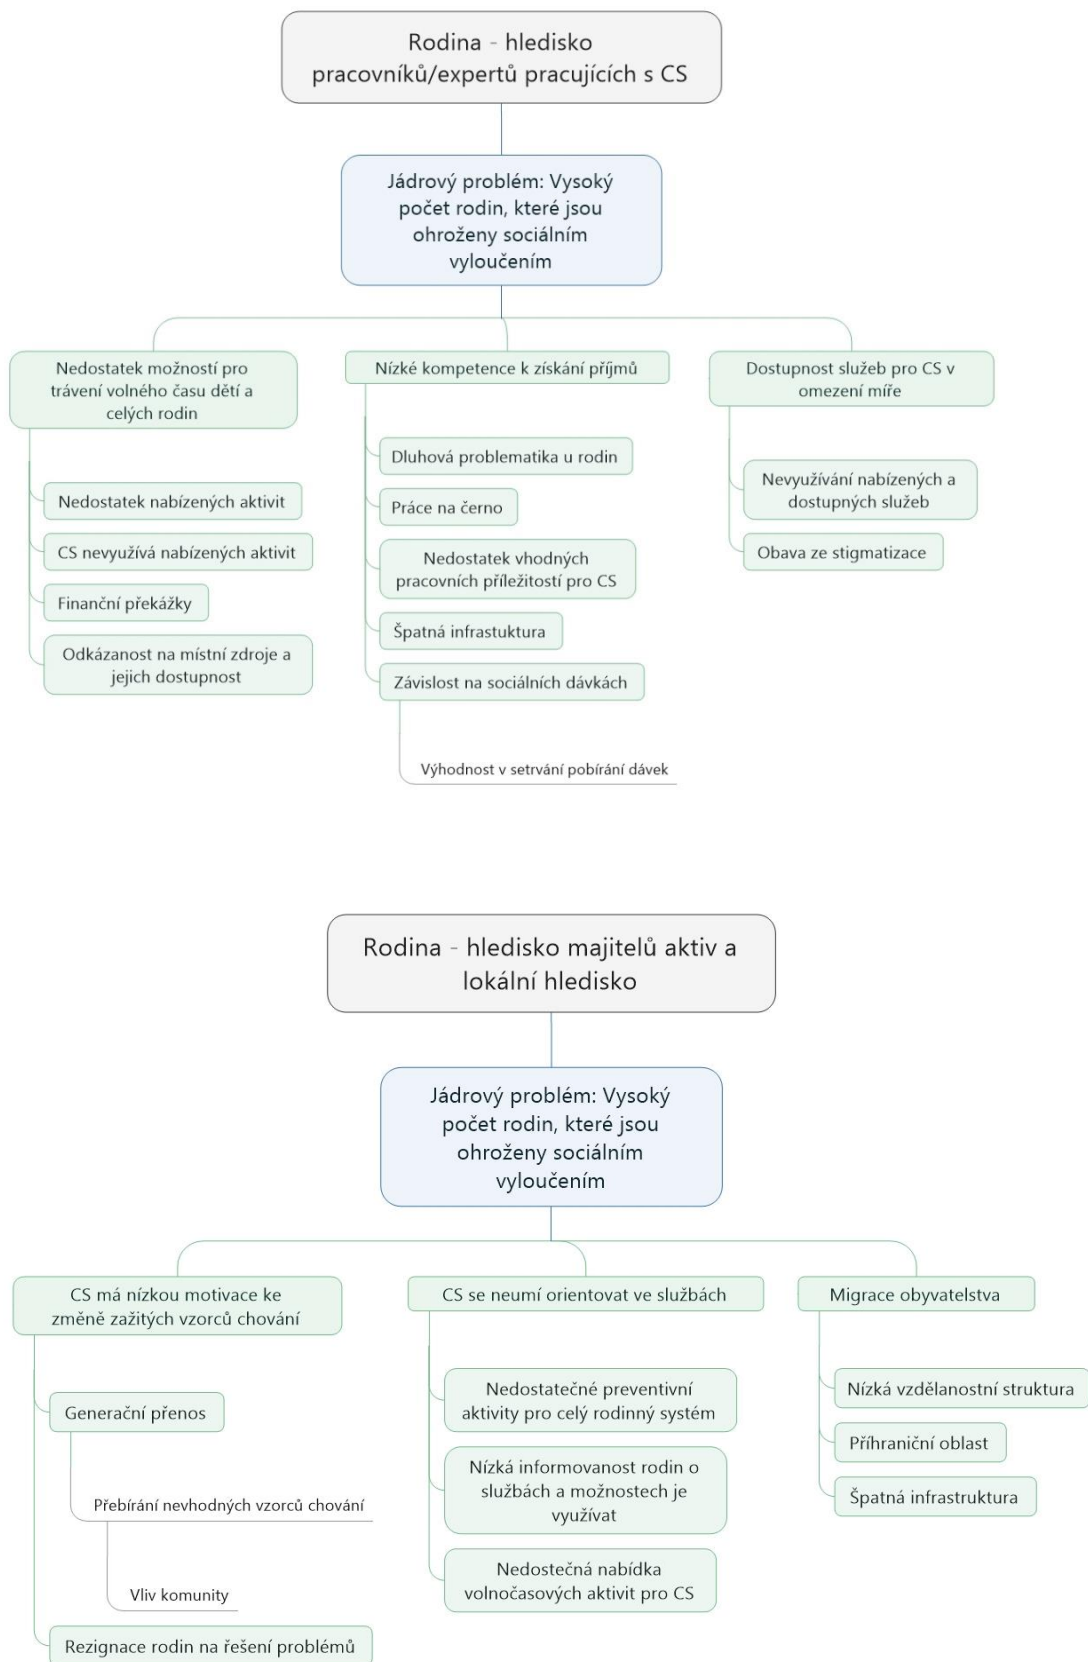 Rodina - hledisko
pracovníků/expertů pracujících s CS
Jádrový problém: Vysoký
počet rodin, které jsou
ohroženy sociálním
vyloučením
Nedostatek možností pro
trávení volného času dětí a
celých rodin
Nedostatek nabízených aktivit
CS nevyužívá nabízených aktivit
Finanční překážky
Odkázanost na místní zdroje a
jejich dostupnost
Nízké kompetence k získání příjmů
Dluhová problematika u rodin
Práce na černo
Nedostatek vhodných
pracovních příležitostí pro CS
Špatná infrastuktura
Závislost na sociálních dávkách
Výhodnost v setrvání pobírání dávek
Dostupnost služeb pro CS v
omezení míře
Nevyužívání nabízených a
dostupných služeb
Obava ze stigmatizace
Rodina - hledisko majitelů aktiv a
lokální hledisko
Jádrový problém: Vysoký
počet rodin, které jsou
ohroženy sociálním
vyloučením
CS má nízkou motivace ke
změně zažitých vzorců chování
Generační přenos
Přebírání nevhodných vzorců chování
Vliv komunity
Rezignace rodin na řešení problémů
CS se neumí orientovat ve službách
Nedostatečné preventivní
aktivity pro celý rodinný systém
Nízká informovanost rodin o
službách a možnostech je
využívat
Nedostečná nabídka
volnočasových aktivit pro CS
Migrace obyvatelstva
Nízká vzdělanostní struktura
Příhraniční oblast
Špatná infrastruktura